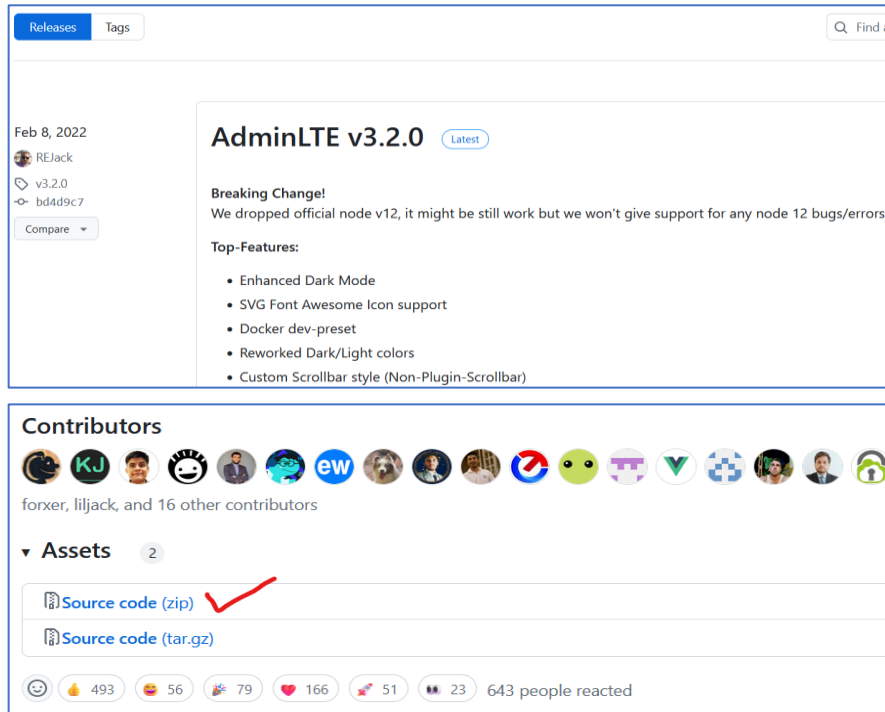 Releases Tags Find a
Feb 8, 2022
REJack
v3.2.0
bd4d9c7
Compare
AdminLTE v3.2.0 Latest
Breaking Change!
We dropped official node v12, it might be still work but we won't give support for any node 12 bugs/errors
Top-Features:
• Enhanced Dark Mode
• SVG Font Awesome Icon support
• Docker dev-preset
• Reworked Dark/Light colors
• Custom Scrollbar style (Non-Plugin-Scrollbar)
Contributors
KJ ew
forxer, liljack, and 16 other contributors
Assets 2
Source code (zip)
Source code (tar.gz)
493 56 79 166 51 23 643 people reacted